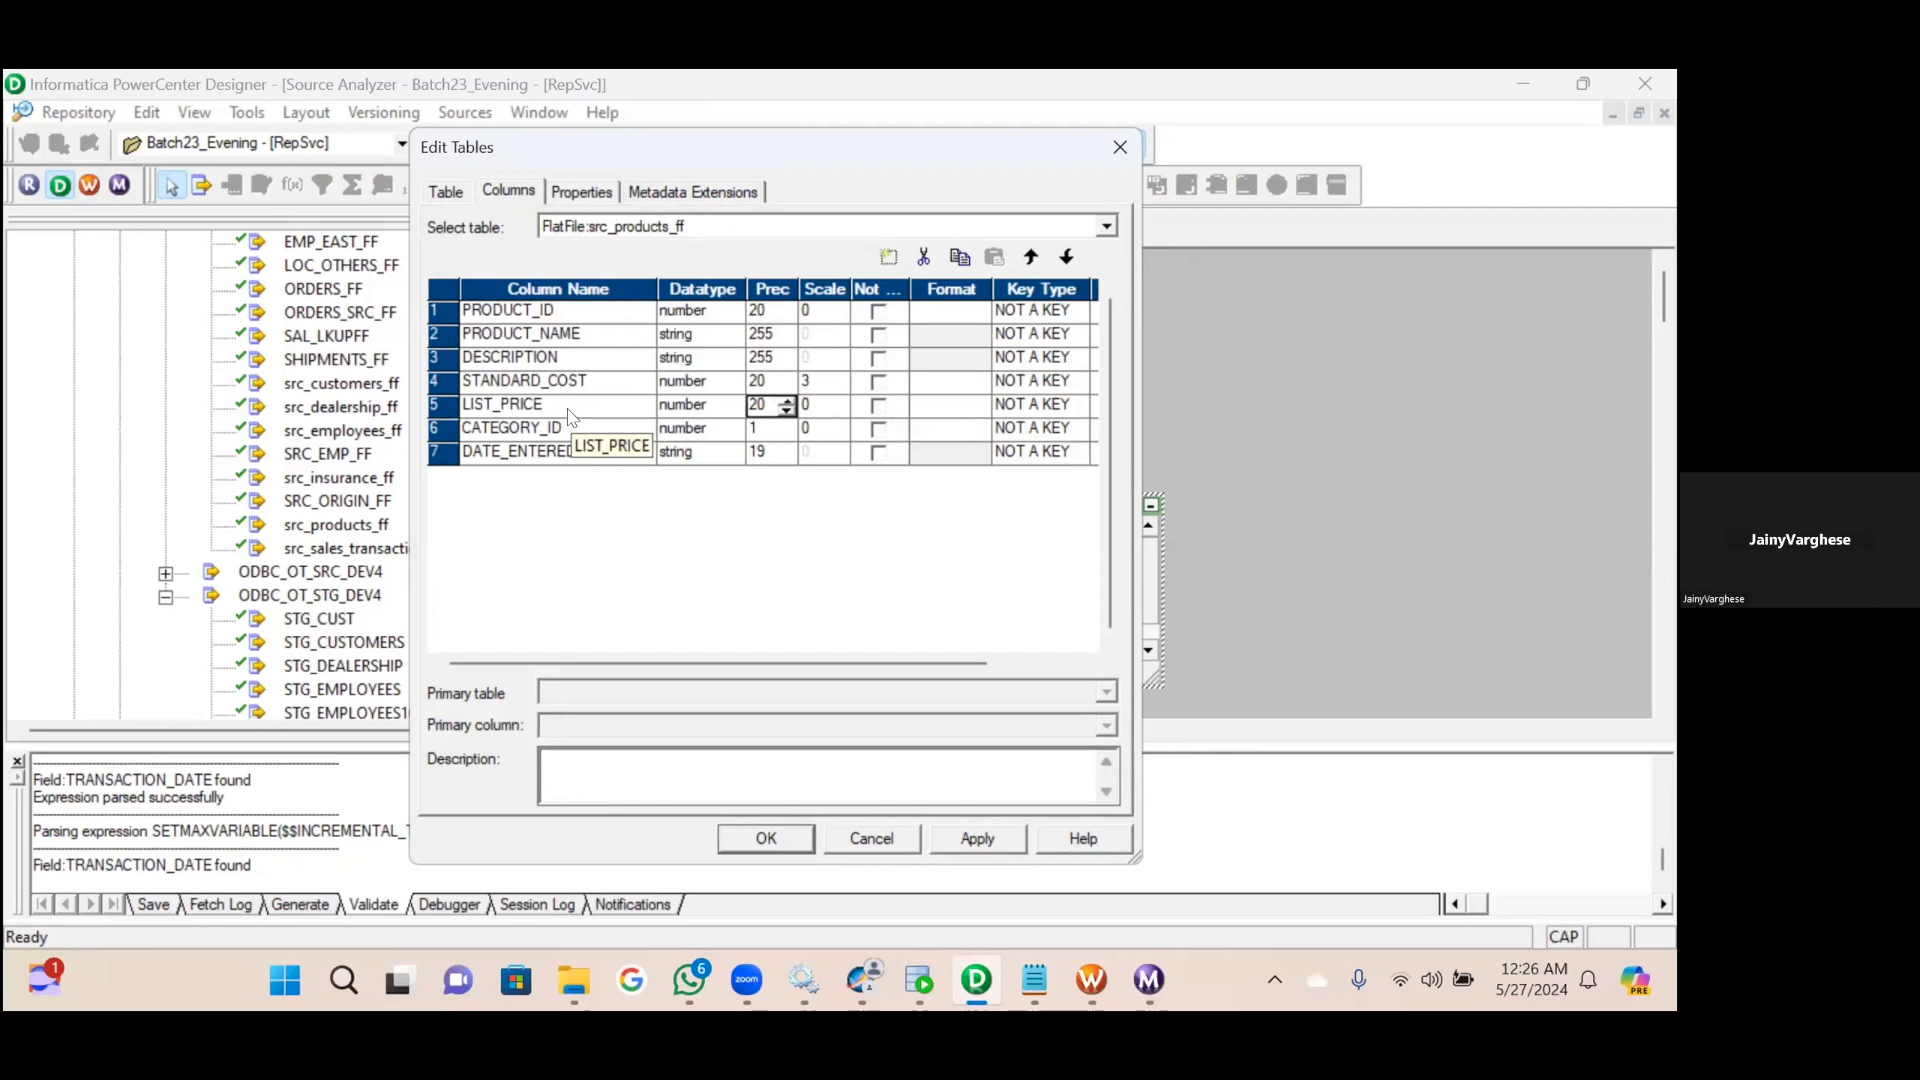 Informatica PowerCenter Designer - [Source Analyzer - Batch23_Evening - [RepSvc]]
Repository Edit View Tools Layout Versioning Sources Window Help
Batch23_Evening - [RepSvc]
Edit Tables
Table Columns Properties Metadata Extensions
Select table: FlatFile:src_products_ff
Column Name Datatype Prec Scale Not ... Format Key Type
1 PRODUCT_ID number 20 0 NOT A KEY
2 PRODUCT_NAME string 255 0 NOT A KEY
3 DESCRIPTION string 255 0 NOT A KEY
4 STANDARD_COST number 20 3 NOT A KEY
5 LIST_PRICE number 20 0 NOT A KEY
6 CATEGORY_ID number 1 0 NOT A KEY
7 DATE_ENTERED string 19 0 NOT A KEY
LIST_PRICE
Primary table
Primary column:
Description:
OK Cancel Apply Help
EMP_EAST_FF
LOC_OTHERS_FF
ORDERS_FF
ORDERS_SRC_FF
SAL_LKUPFF
SHIPMENTS_FF
src_customers_ff
src_dealership_ff
src_employees_ff
SRC_EMP_FF
src_insurance_ff
SRC_ORIGIN_FF
src_products_ff
src_sales_transacti
ODBC_OT_SRC_DEV4
ODBC_OT_STG_DEV4
STG_CUST
STG_CUSTOMERS
STG_DEALERSHIP
STG_EMPLOYEES
STG_EMPLOYEES1
Field:TRANSACTION_DATE found
Expression parsed successfully
Parsing expression SETMAXVARIABLE($$INCREMENTAL_
Field:TRANSACTION_DATE found
Save Fetch Log Generate Validate Debugger Session Log Notifications
Ready
CAP
JainyVarghese
JainyVarghese
1
6
zoom
12:26 AM
5/27/2024
PRE